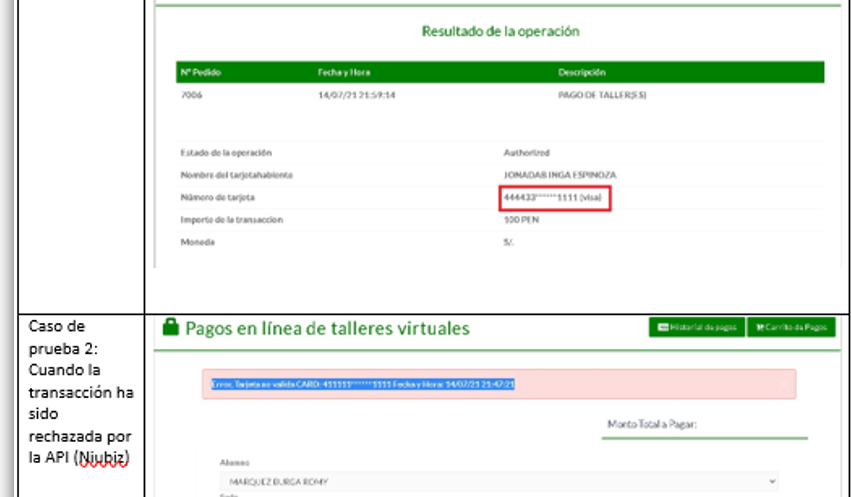 Resultado de la operación
N° Pedido Fecha y Hora Descripción
7006 14/07/21 21:59:14 PAGO DE TALLER(ES)
Estado de la operación Authorized
Nombre del tarjetahabiente JONADAB INGA ESPINOZA
Número de tarjeta 444433******1111 (visa)
Importe de la transaccion 100 PEN
Moneda S/.
Caso de
prueba 2:
Cuando la
transacción ha
sido
rechazada por
la API (Niubiz)
Pagos en línea de talleres virtuales
Historial de pagos Carrito de Pagos
Error, Tarjeta no valida CARD: 411111******1111 Fecha y Hora: 14/07/21 21:47:21
Monto Total a Pagar:
Alumno
MARQUEZ BURGA ROMY